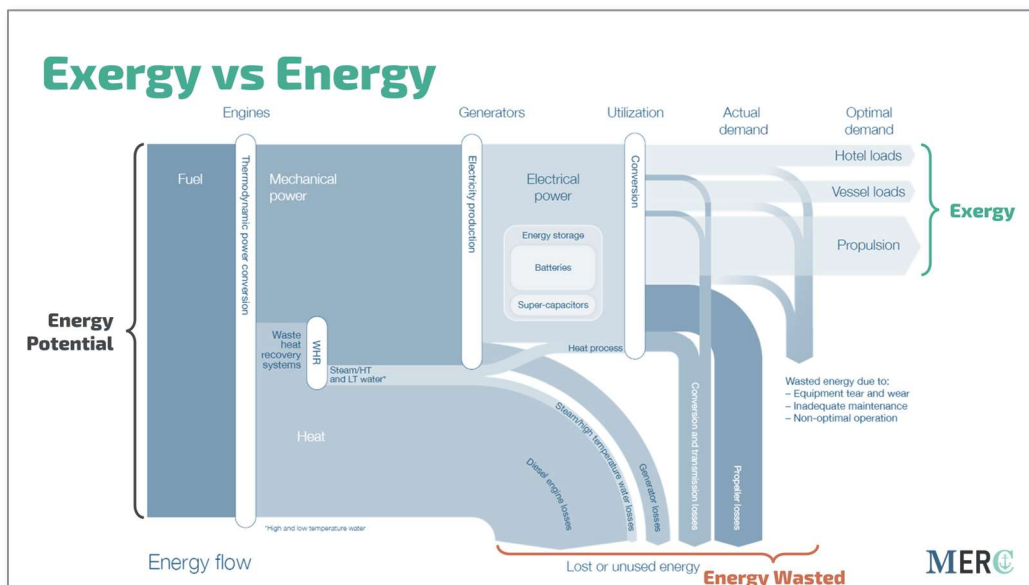 Exergy vs Energy
Engines
Generators
Utilization
Actual
demand
Optimal
demand
Fuel
Thermodynamic power conversion
Mechanical
power
Electricity production
Electrical
power
Conversion
Hotel loads
Vessel loads
Propulsion
Exergy
Energy storage
Batteries
Super-capacitors
Energy
Potential
Waste
heat
recovery
systems
WHR
Steam/HT
and LT water*
Heat process
Heat
Diesel engine losses
Steam/high temperature water losses
Generator losses
Conversion and transmission losses
Propeller losses
Wasted energy due to:
– Equipment tear and wear
– Inadequate maintenance
– Non-optimal operation
*High and low temperature water
Energy flow
Lost or unused energy
Energy Wasted
MERC